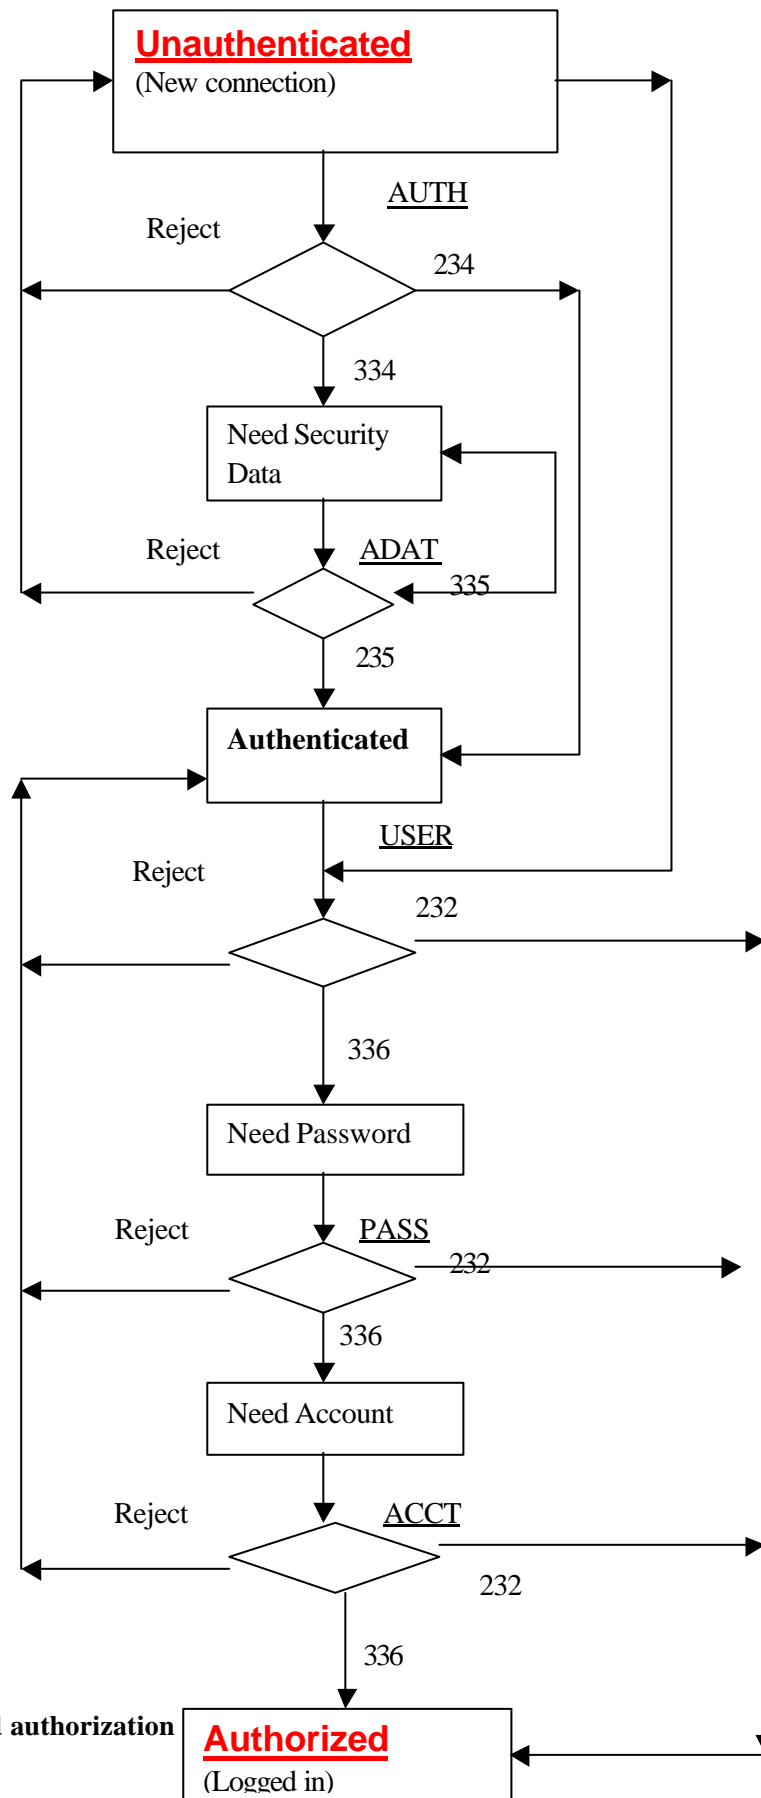 Unauthenticated
(New connection)
AUTH
Reject
234
334
Need Security
Data
Reject
ADAT
335
235
Authenticated
USER
Reject
232
336
Need Password
Reject
PASS
232
336
Need Account
Reject
ACCT
232
336
authorization
Authorized
(Logged in)